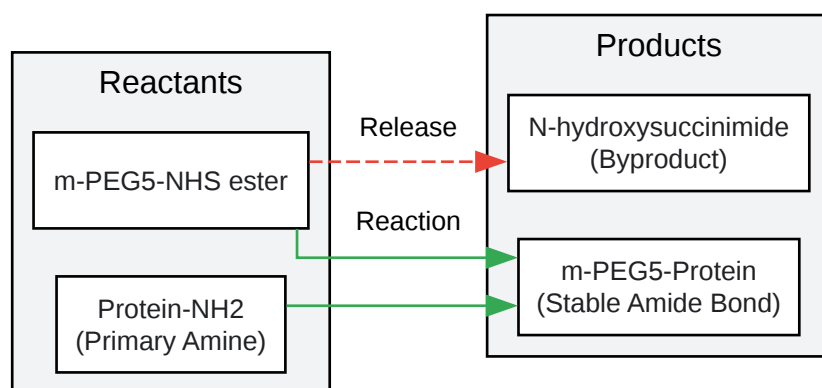 Reactants
m-PEG5-NHS ester
Protein-NH2
(Primary Amine)
Release
Reaction
Products
N-hydroxysuccinimide
(Byproduct)
m-PEG5-Protein
(Stable Amide Bond)